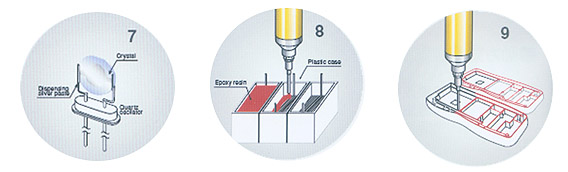 7
Crystal
Dispensing
silver paste
Quartz
oscillator
8
Plastic case
Epoxy resin
9